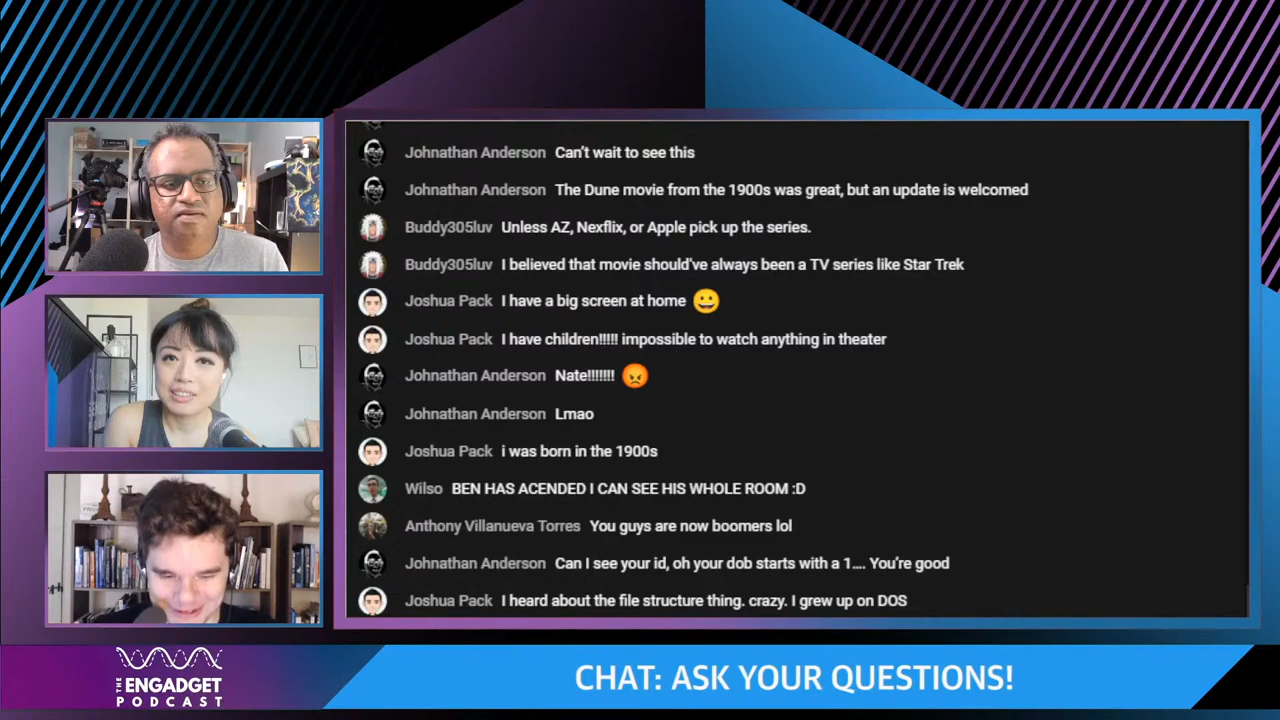 Johnathan Anderson Can't wait to see this
Johnathan Anderson The Dune movie from the 1900s was great, but an update is welcomed
Buddy305luv Unless AZ, Nexflix, or Apple pick up the series.
Buddy305luv I believed that movie should've always been a TV series like Star Trek
Joshua Pack I have a big screen at home 😀
Joshua Pack I have children!!!!! impossible to watch anything in theater
Johnathan Anderson Nate!!!!!!! 😡
Johnathan Anderson Lmao
Joshua Pack i was born in the 1900s
Wilso BEN HAS ACENDED I CAN SEE HIS WHOLE ROOM :D
Anthony Villanueva Torres You guys are now boomers lol
Johnathan Anderson Can I see your id, oh your dob starts with a 1.... You're good
Joshua Pack I heard about the file structure thing. crazy. I grew up on DOS
THE ENGADGET PODCAST
CHAT: ASK YOUR QUESTIONS!